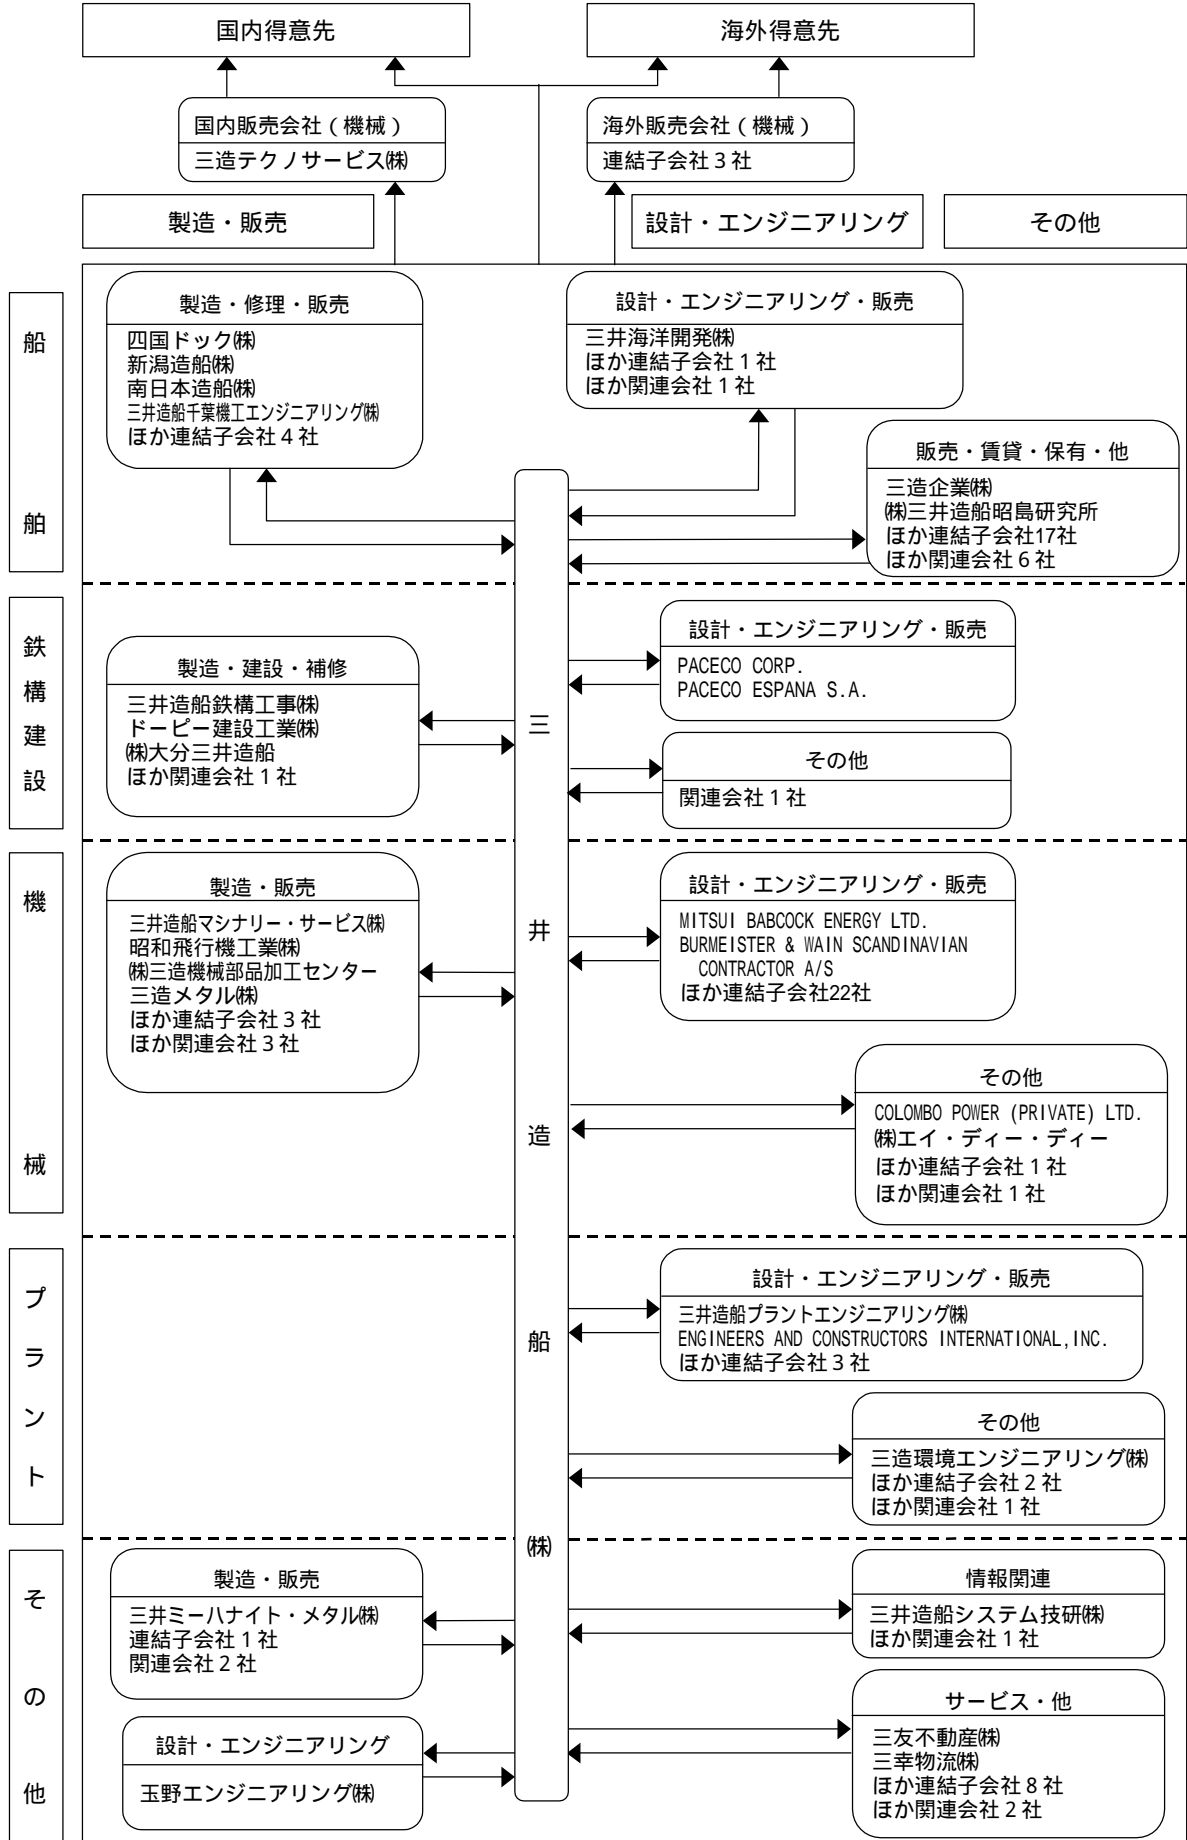 国内得意先
海外得意先
国内販売会社（機械）
三造テクノサービス㈱
海外販売会社（機械）
連結子会社３社
製造・販売
設計・エンジニアリング
その他
船舶
製造・修理・販売
四国ドック㈱
新潟造船㈱
南日本造船㈱
三井造船千葉機工エンジニアリング㈱
ほか連結子会社４社
設計・エンジニアリング・販売
三井海洋開発㈱
ほか連結子会社１社
ほか関連会社１社
販売・賃貸・保有・他
三造企業㈱
㈱三井造船昭島研究所
ほか連結子会社17社
ほか関連会社６社
三井造船㈱
鉄構建設
製造・建設・補修
三井造船鉄構工事㈱
ドーピー建設工業㈱
㈱大分三井造船
ほか関連会社１社
設計・エンジニアリング・販売
PACECO CORP.
PACECO ESPANA S.A.
その他
関連会社１社
機械
製造・販売
三井造船マシナリー・サービス㈱
昭和飛行機工業㈱
㈱三造機械部品加工センター
三造メタル㈱
ほか連結子会社３社
ほか関連会社３社
設計・エンジニアリング・販売
MITSUI BABCOCK ENERGY LTD.
BURMEISTER & WAIN SCANDINAVIAN
CONTRACTOR A/S
ほか連結子会社22社
その他
COLOMBO POWER (PRIVATE) LTD.
㈱エイ・ディー・ディー
ほか連結子会社１社
ほか関連会社１社
プラント
設計・エンジニアリング・販売
三井造船プラントエンジニアリング㈱
ENGINEERS AND CONSTRUCTORS INTERNATIONAL,INC.
ほか連結子会社３社
その他
三造環境エンジニアリング㈱
ほか連結子会社２社
ほか関連会社１社
その他
製造・販売
三井ミーハナイト・メタル㈱
連結子会社１社
関連会社２社
設計・エンジニアリング
玉野エンジニアリング㈱
情報関連
三井造船システム技研㈱
ほか関連会社１社
サービス・他
三友不動産㈱
三幸物流㈱
ほか連結子会社８社
ほか関連会社２社